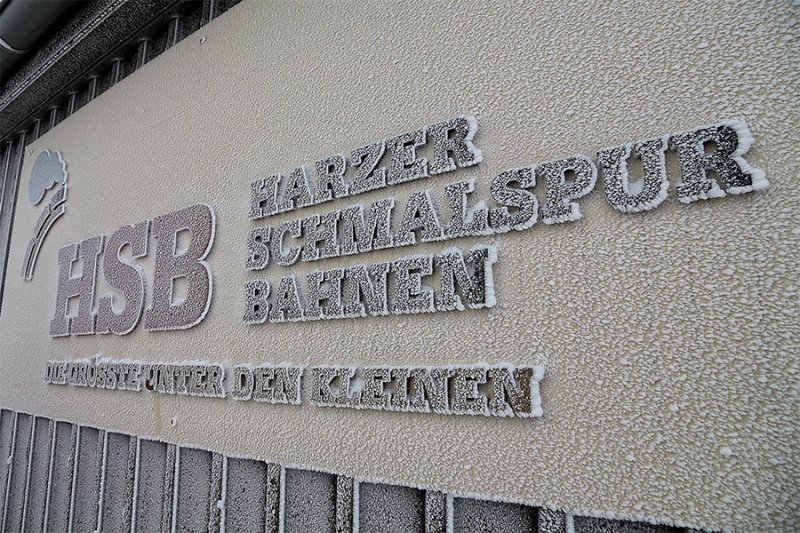 HSB
HARZER
SCHMALSPUR
BAHNEN
DIE GRÖSSTE UNTER DEN KLEINEN